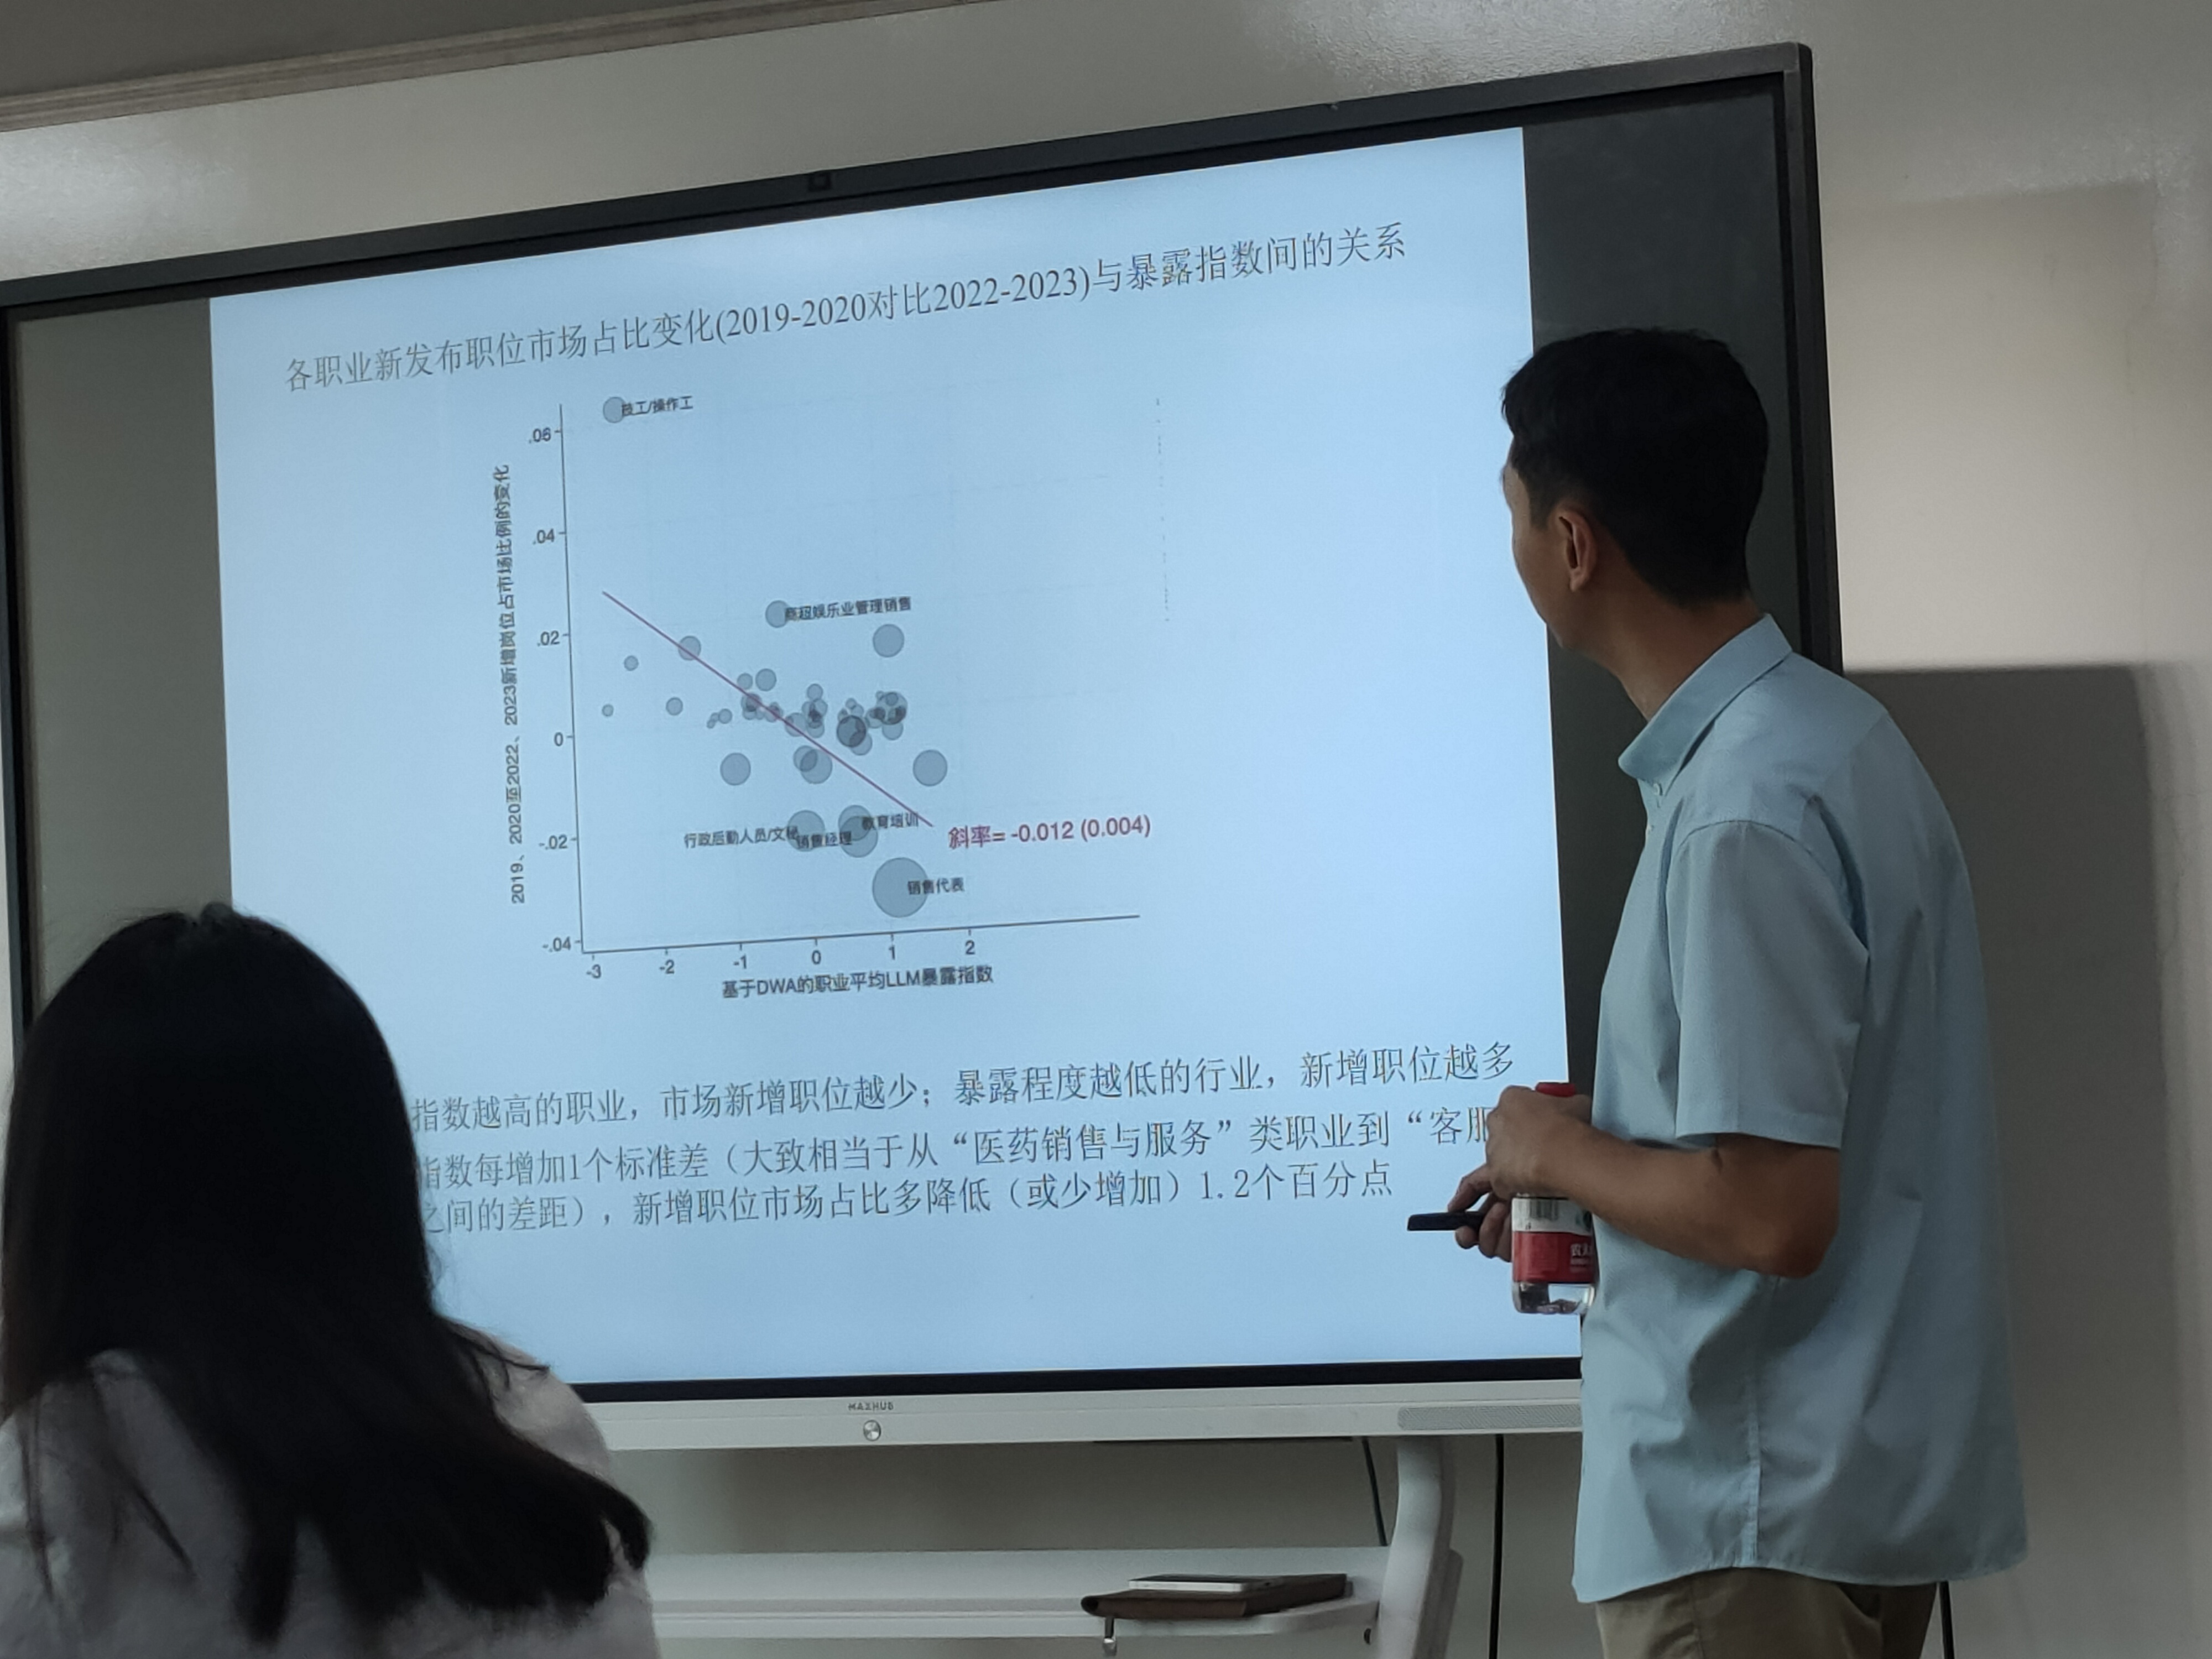 各职业新发布职位市场占比变化(2019-2020对比2022-2023)与暴露指数间的关系
技工/操作工
.06
.04
商超娱乐业管理销售
.02
0
-.02
-.04
2019、2020至2022、2023新增岗位占市场比例的变化
行政后勤人员/文秘
销售经理
教育培训
斜率= -0.012 (0.004)
销售代表
-3 -2 -1 0 1 2
基于DWA的职业平均LLM暴露指数
指数越高的职业，市场新增职位越少；暴露程度越低的行业，新增职位越多
指数每增加1个标准差（大致相当于从“医药销售与服务”类职业到“客服
之间的差距），新增职位市场占比多降低（或少增加）1.2个百分点
MAXHUB